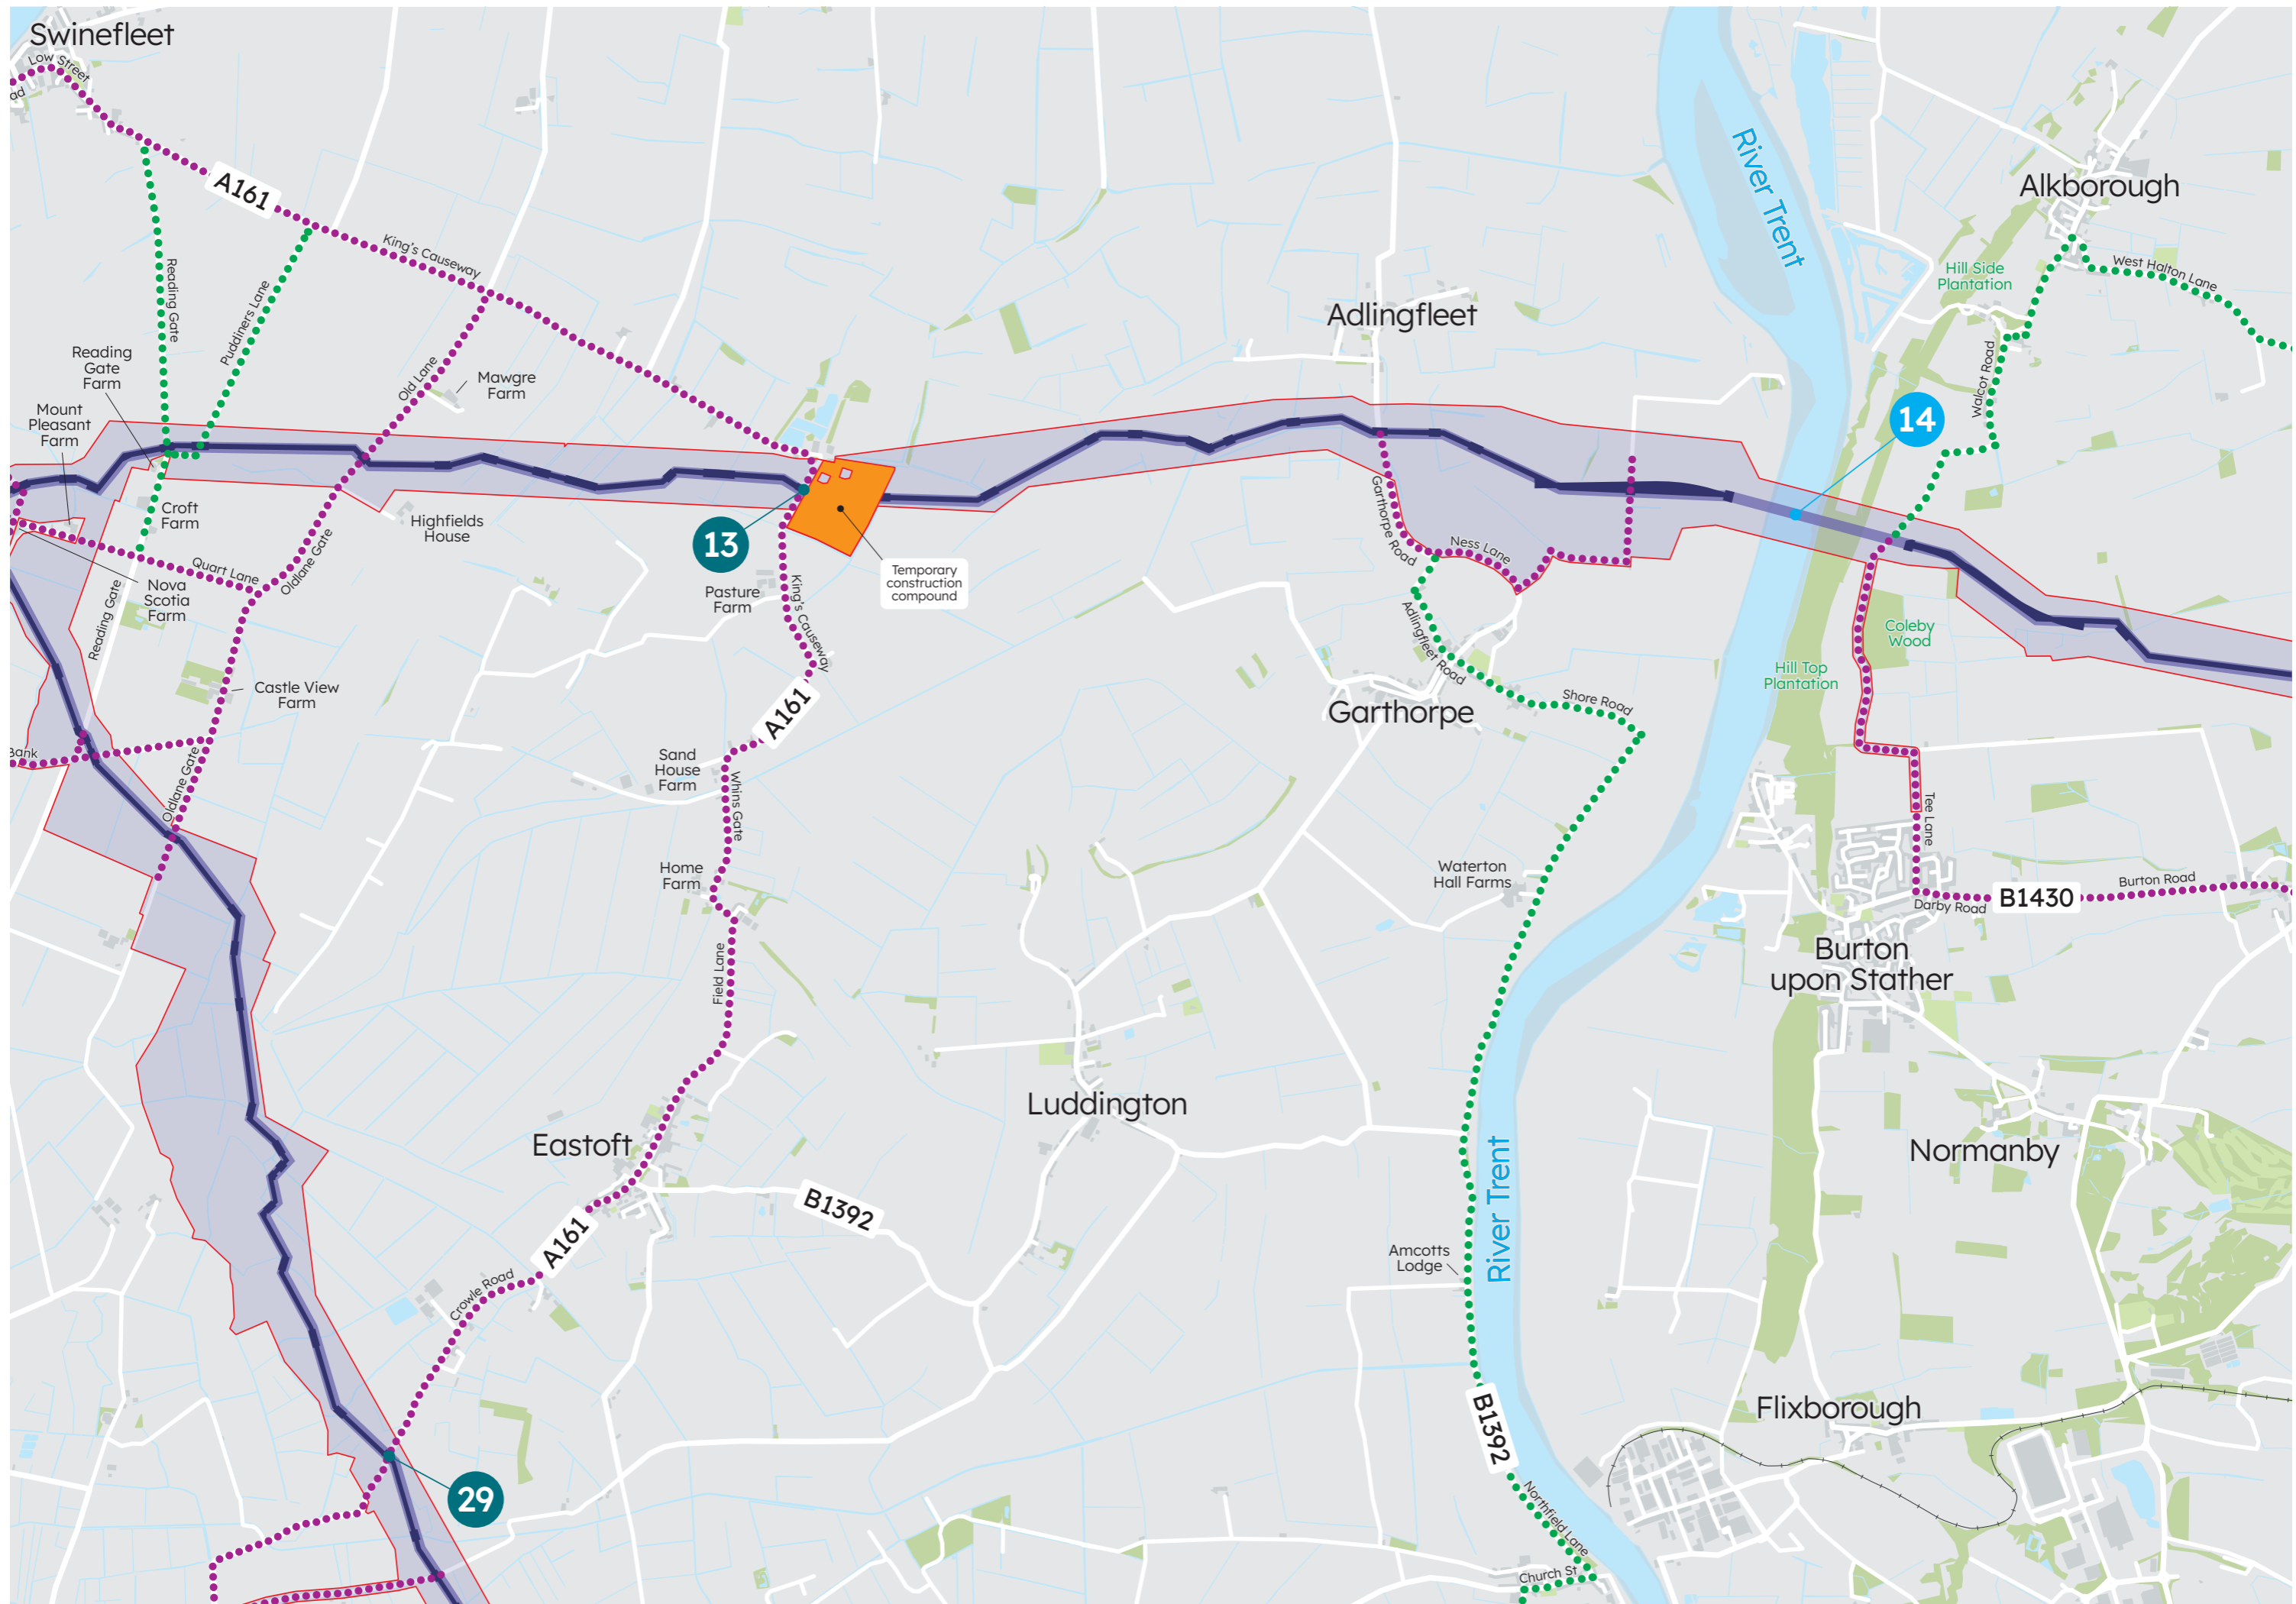 Swinefleet
Low Street
ad
A161
King's Causeway
Reading Gate
Puddiners Lane
Old Lane
Mawgre
Farm
Reading
Gate
Farm
Mount
Pleasant
Farm
Croft
Farm
Highfields
House
Quart Lane
Oldlane Gate
Nova
Scotia
Farm
Reading Gate
Castle View
Farm
Bank
Oldlane Gate
13
Pasture
Farm
Temporary
construction
compound
King's Causeway
A161
Sand
House
Farm
Whins Gate
Home
Farm
Field Lane
Eastoft
A161
Crowle Road
B1392
29
Luddington
Adlingfleet
Garthorpe Road
Ness Lane
Adlingfleet Road
Garthorpe
Shore Road
Waterton
Hall Farms
Amcotts
Lodge
River Trent
B1392
Northfield Lane
Church St
River Trent
Alkborough
Hill Side
Plantation
West Halton Lane
Walcot Road
14
Coleby
Wood
Hill Top
Plantation
Tee Lane
Burton Road
B1430
Darby Road
Burton
upon Stather
Normanby
Flixborough